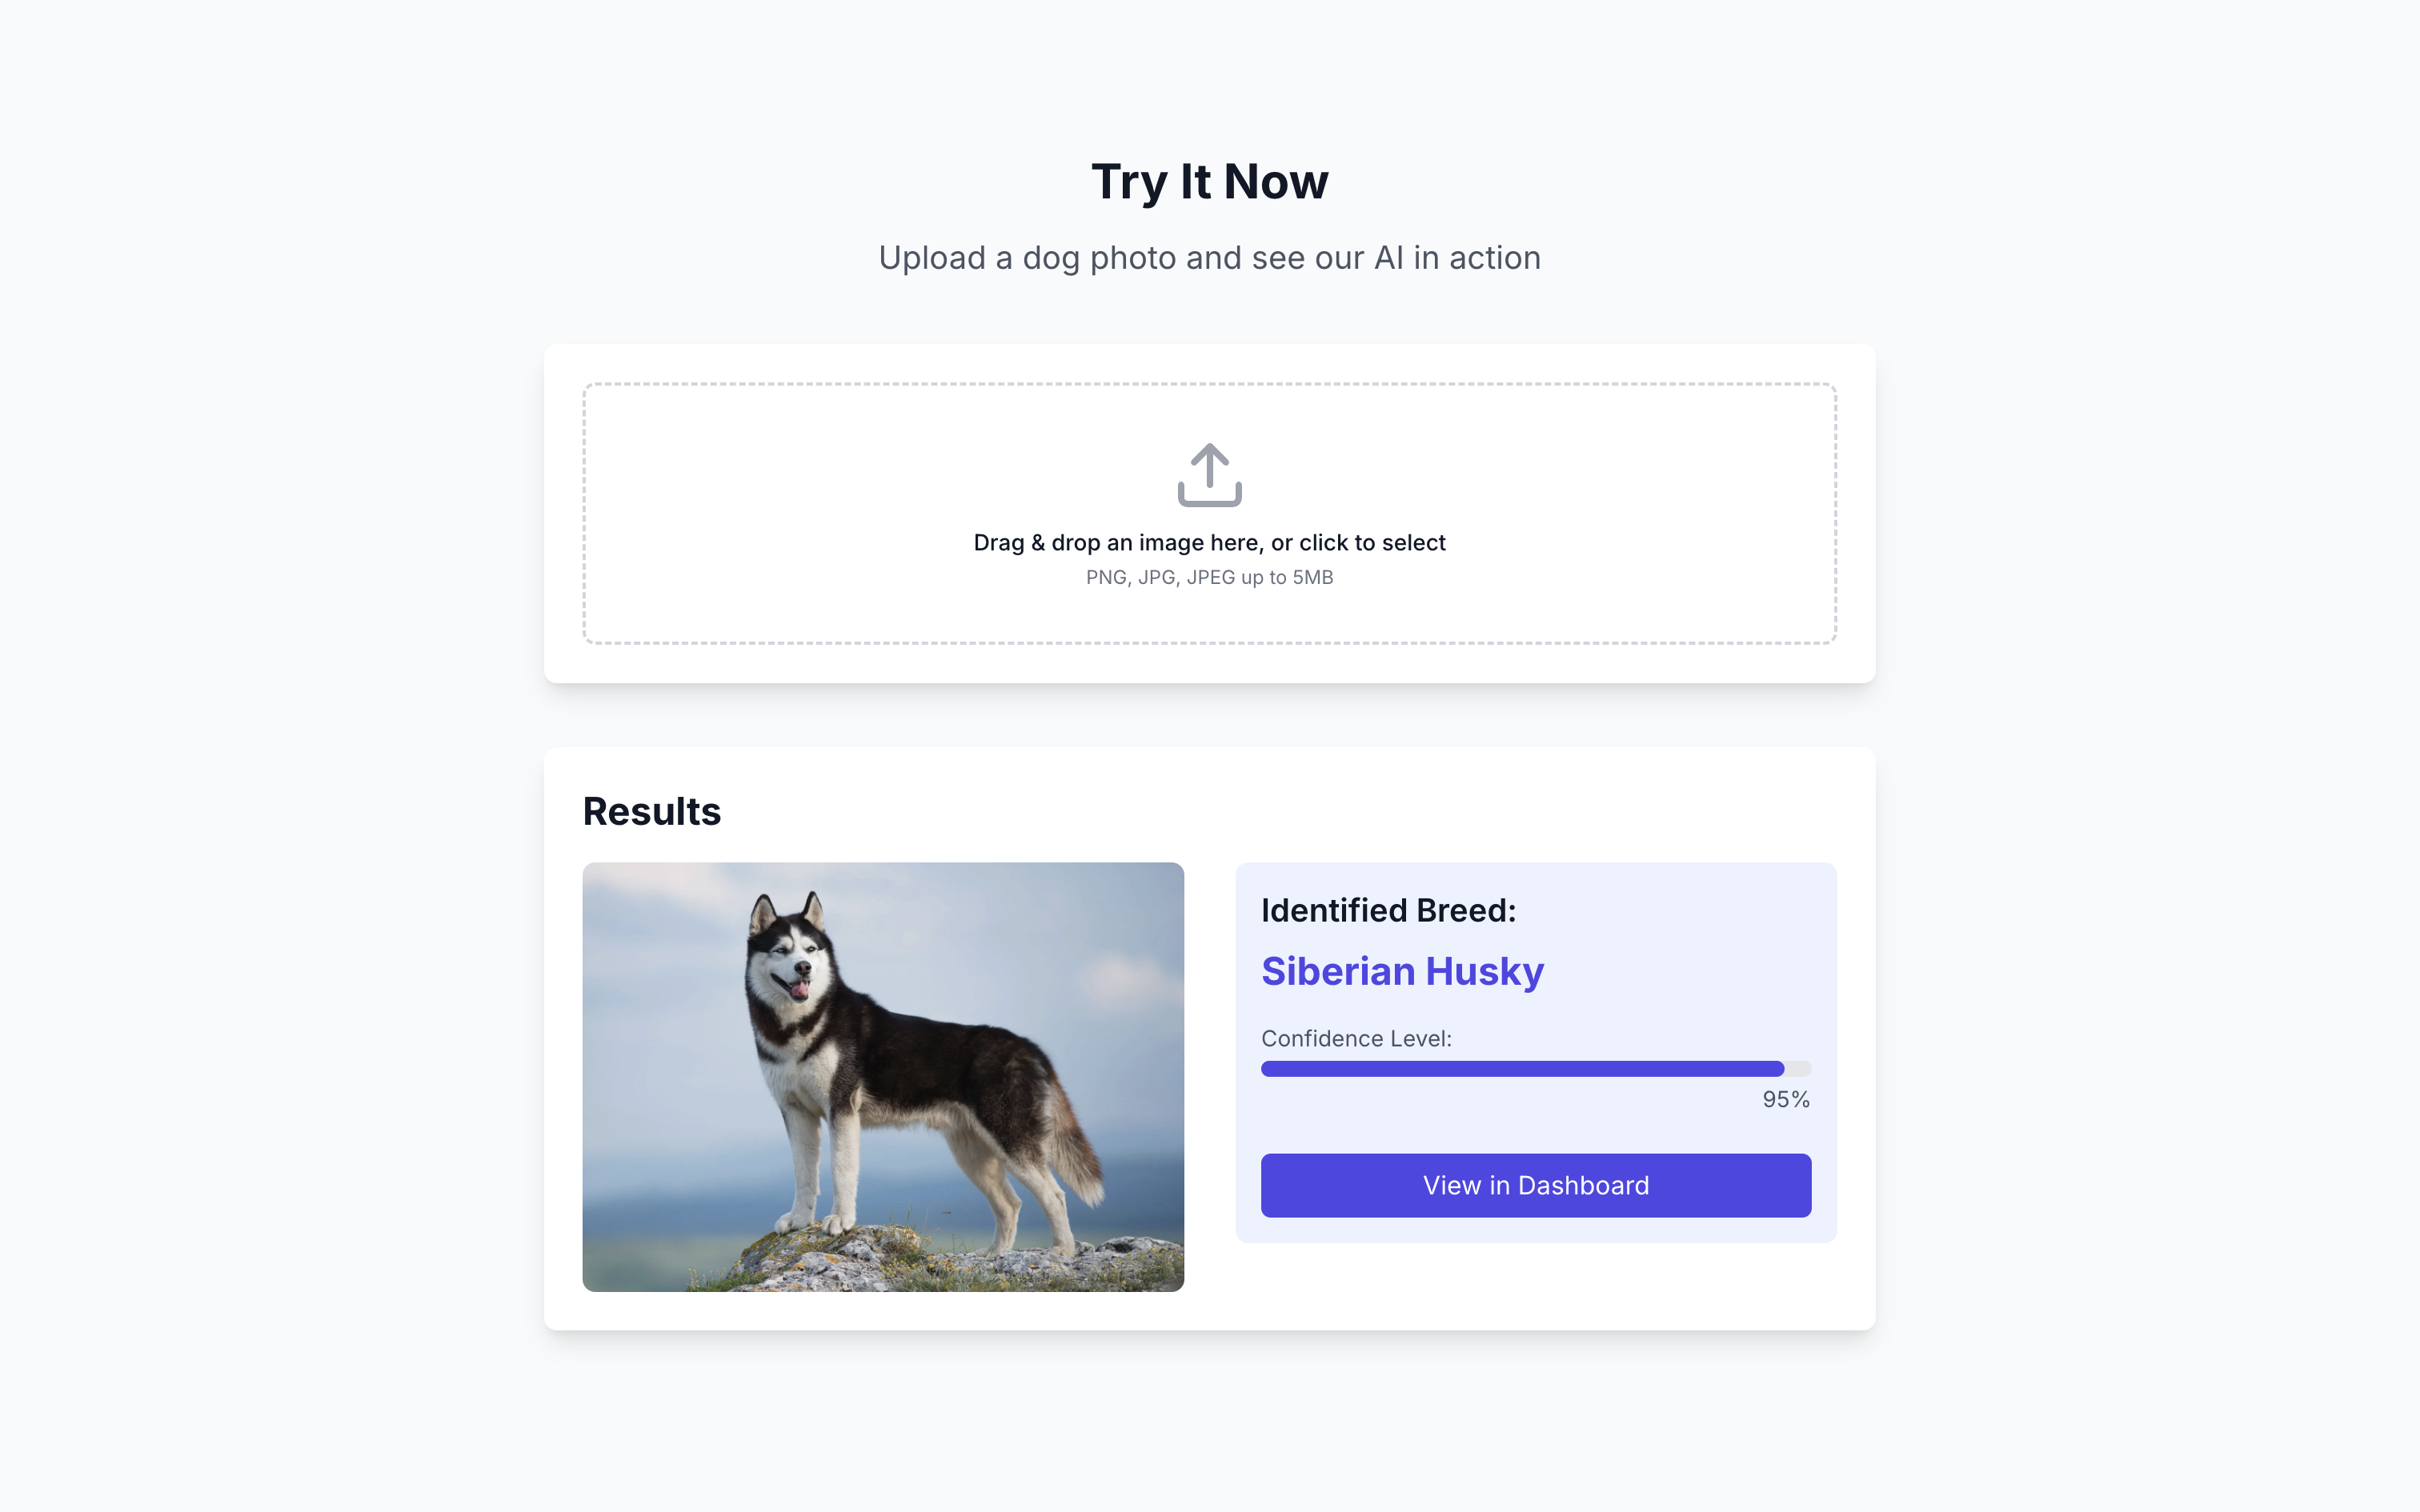 Try It Now
Upload a dog photo and see our AI in action
Drag & drop an image here, or click to select
PNG, JPG, JPEG up to 5MB
Results
Identified Breed:
Siberian Husky
Confidence Level:
95%
View in Dashboard